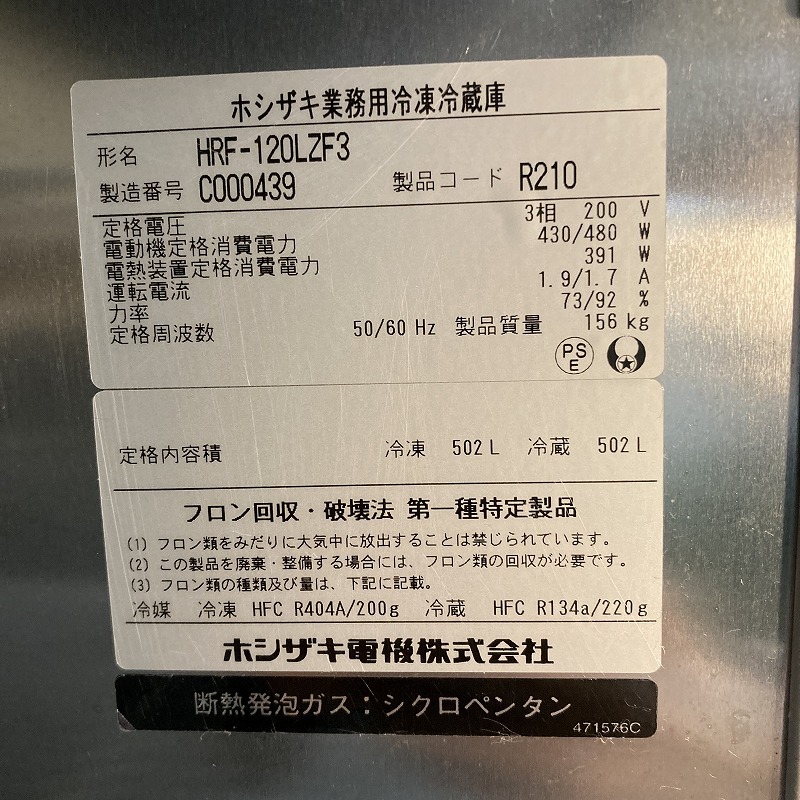 ホシザキ業務用冷凍冷蔵庫
形名 HRF-120LZF3
製造番号 C000439 製品コード R210
定格電圧 3相 200 V
電動機定格消費電力 430/480 W
電熱装置定格消費電力 391 W
運転電流 1.9/1.7 A
力率 73/92 %
定格周波数 50/60 Hz 製品質量 156 kg
PS
E
定格内容積 冷凍 502 L 冷蔵 502 L
フロン回収・破壊法 第一種特定製品
(1) フロン類をみだりに大気中に放出することは禁じられています。
(2) この製品を廃棄・整備する場合には、フロン類の回収が必要です。
(3) フロン類の種類及び量は、下記に記載。
冷媒 冷凍 HFC R404A/200g 冷蔵 HFC R134a/220g
ホシザキ電機株式会社
断熱発泡ガス：シクロペンタン
471576C